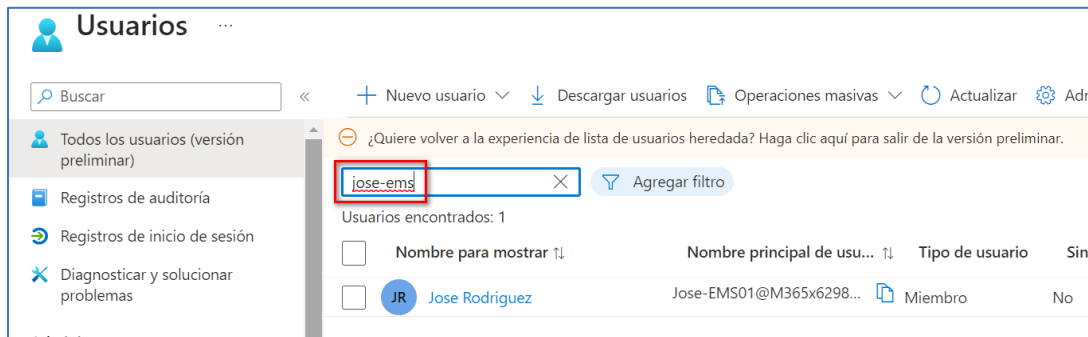 Usuarios ...
Buscar
«
Nuevo usuario
Descargar usuarios
Operaciones masivas
Actualizar
Todos los usuarios (versión
preliminar)
Registros de auditoría
Registros de inicio de sesión
Diagnosticar y solucionar
problemas
¿Quiere volver a la experiencia de lista de usuarios heredada? Haga clic aquí para salir de la versión preliminar.
jose-ems
Agregar filtro
Usuarios encontrados: 1
Nombre para mostrar
Nombre principal de usu...
Tipo de usuario
Sin
JR
Jose Rodriguez
Jose-EMS01@M365x6298...
Miembro
No